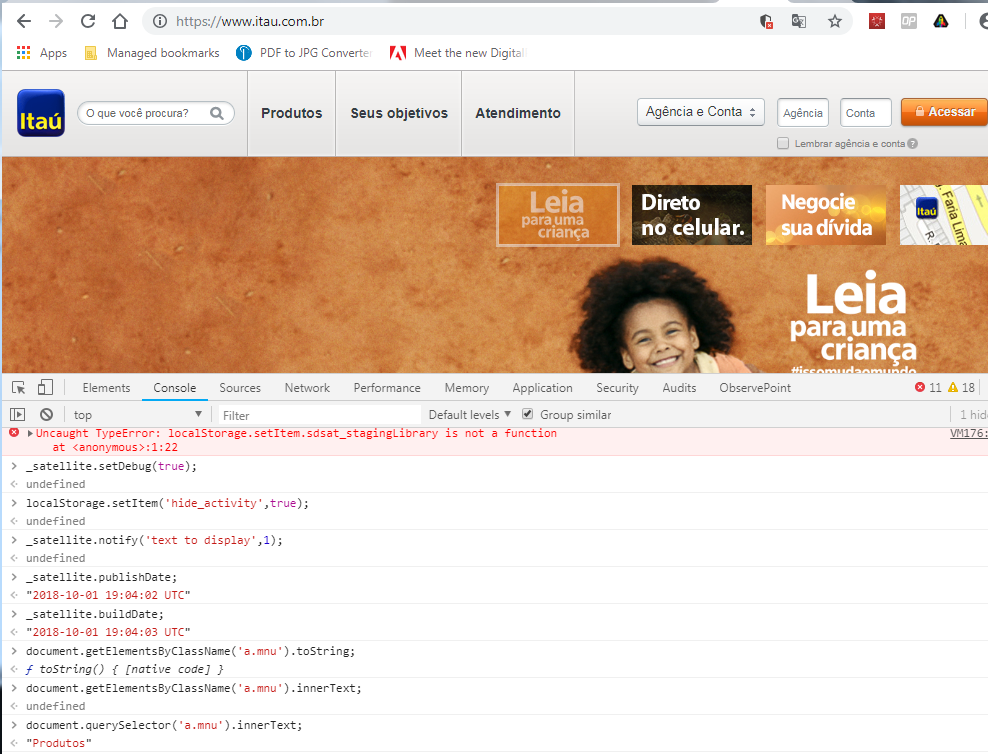 https://www.itau.com.br
Apps Managed bookmarks PDF to JPG Converter Meet the new Digital
Itaú
O que você procura?
Produtos
Seus objetivos
Atendimento
Agência e Conta
Agência
Conta
Acessar
Lembrar agência e conta ?
Leia
para uma
criança
Direto
no celular.
Negocie
sua dívida
Itaú
Faria Lima
R.
Leia
para uma
criança
#issomudaomundo
Elements Console Sources Network Performance Memory Application Security Audits ObservePoint 11 18
top Filter Default levels Group similar 1 hid
Uncaught TypeError: localStorage.setItem.sdsat_stagingLibrary is not a function VM176:
at <anonymous>:1:22
_satellite.setDebug(true);
undefined
localStorage.setItem('hide_activity',true);
undefined
_satellite.notify('text to display',1);
undefined
_satellite.publishDate;
"2018-10-01 19:04:02 UTC"
_satellite.buildDate;
"2018-10-01 19:04:03 UTC"
document.getElementsByClassName('a.mnu').toString;
ƒ toString() { [native code] }
document.getElementsByClassName('a.mnu').innerText;
undefined
document.querySelector('a.mnu').innerText;
"Produtos"